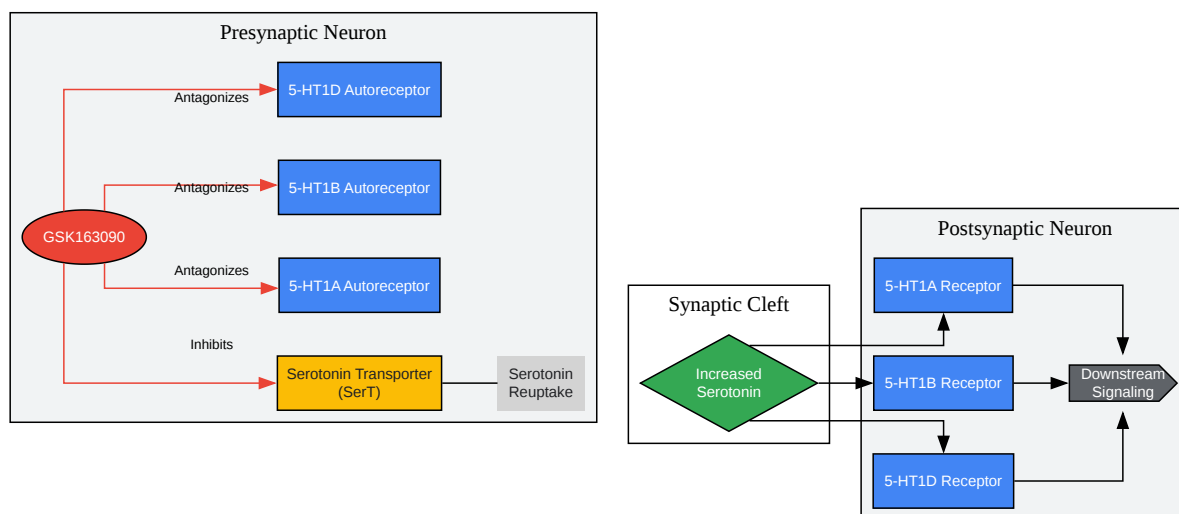 Presynaptic Neuron
5-HT1D Autoreceptor
Antagonizes
5-HT1B Autoreceptor
Antagonizes
GSK163090
5-HT1A Autoreceptor
Antagonizes
Inhibits
Serotonin Transporter
(SerT)
Serotonin
Reuptake
Synaptic Cleft
Increased
Serotonin
Postsynaptic Neuron
5-HT1A Receptor
5-HT1B Receptor
5-HT1D Receptor
Downstream
Signaling